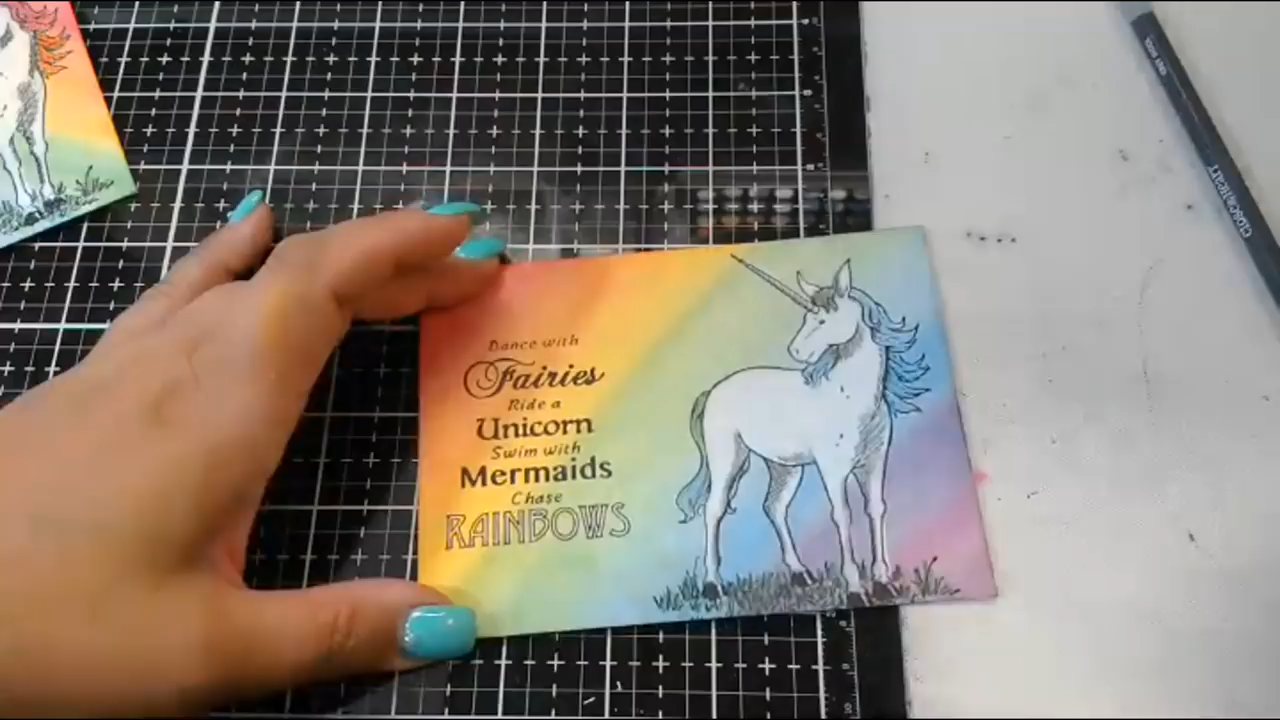 Dance with
Fairies
Ride a
Unicorn
Swim with
Mermaids
Chase
RAINBOWS